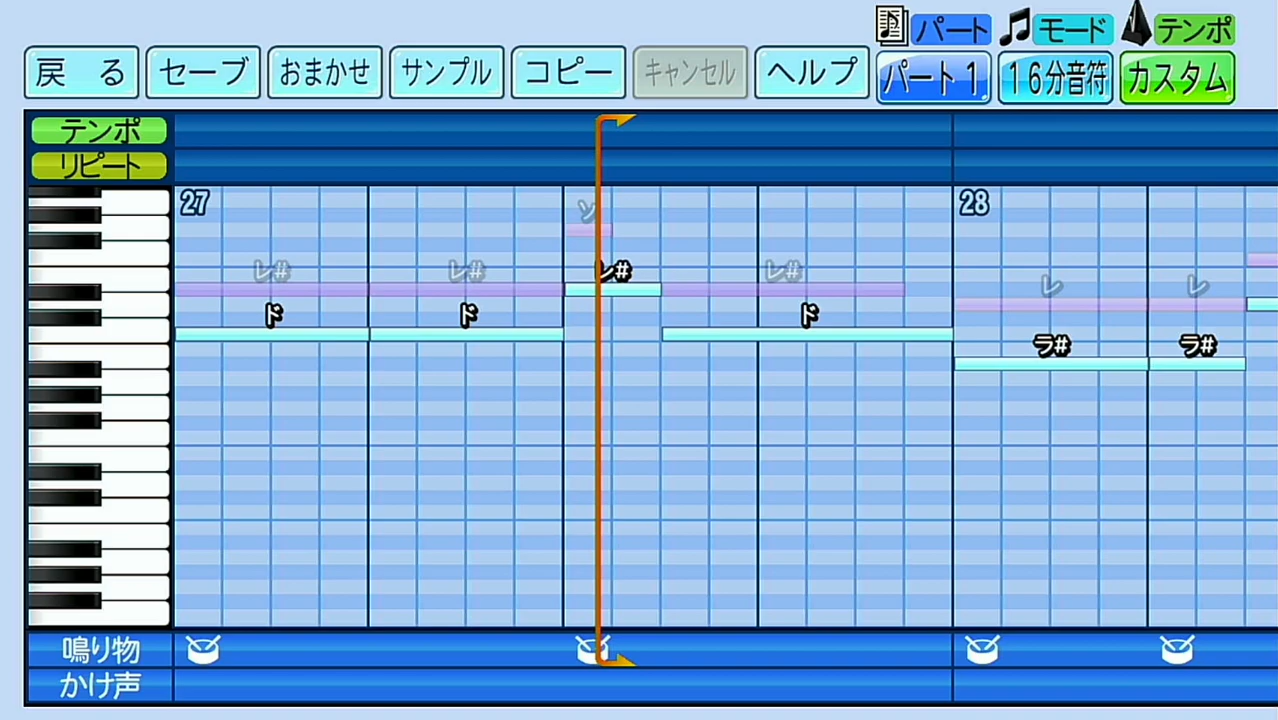 パート モード テンポ
戻る セーブ おまかせ サンプル コピー キャンセル ヘルプ パート1 16分音符 カスタム
テンポ
リピート
27 28
ソ
レ# レ# レ# レ# レ レ
ド ド ド
ラ# ラ#
鳴り物
かけ声